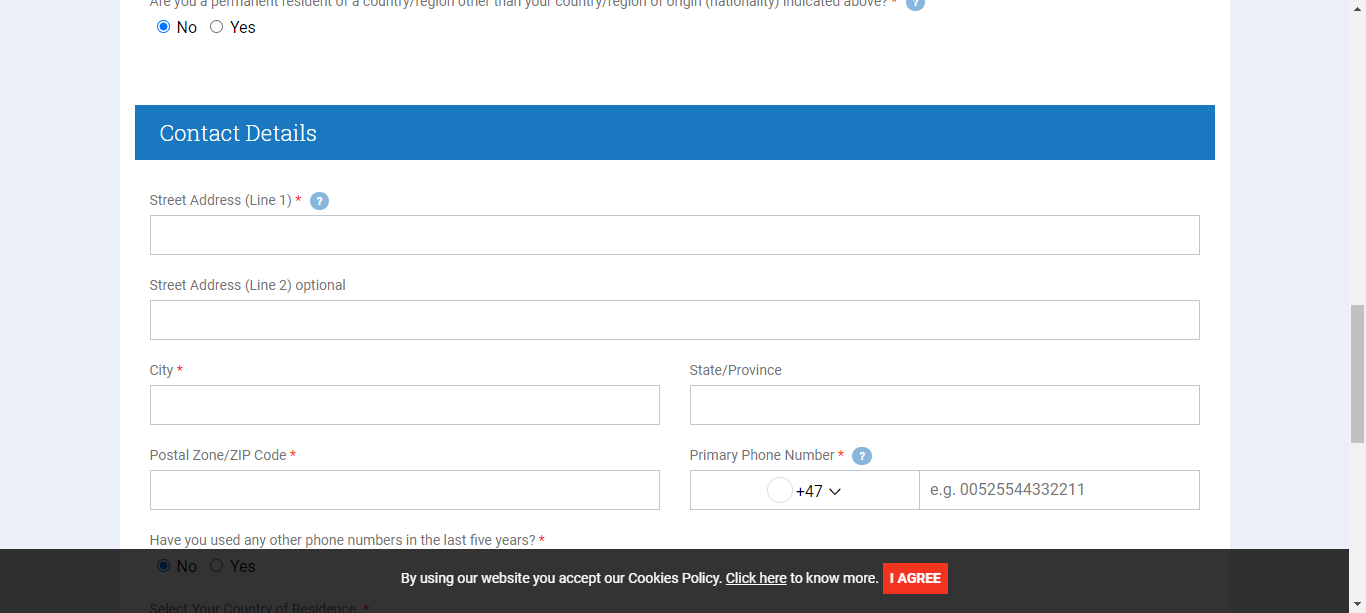 Are you a permanent resident of a country/region other than your country/region of origin (nationality) indicated above? * ?
No Yes
Contact Details
Street Address (Line 1) * ?
Street Address (Line 2) optional
City *
State/Province
Postal Zone/ZIP Code *
Primary Phone Number * ?
+47
e.g. 00525544332211
Have you used any other phone numbers in the last five years? *
No Yes
By using our website you accept our Cookies Policy. Click here to know more. I AGREE
Select Your Country of Residence *